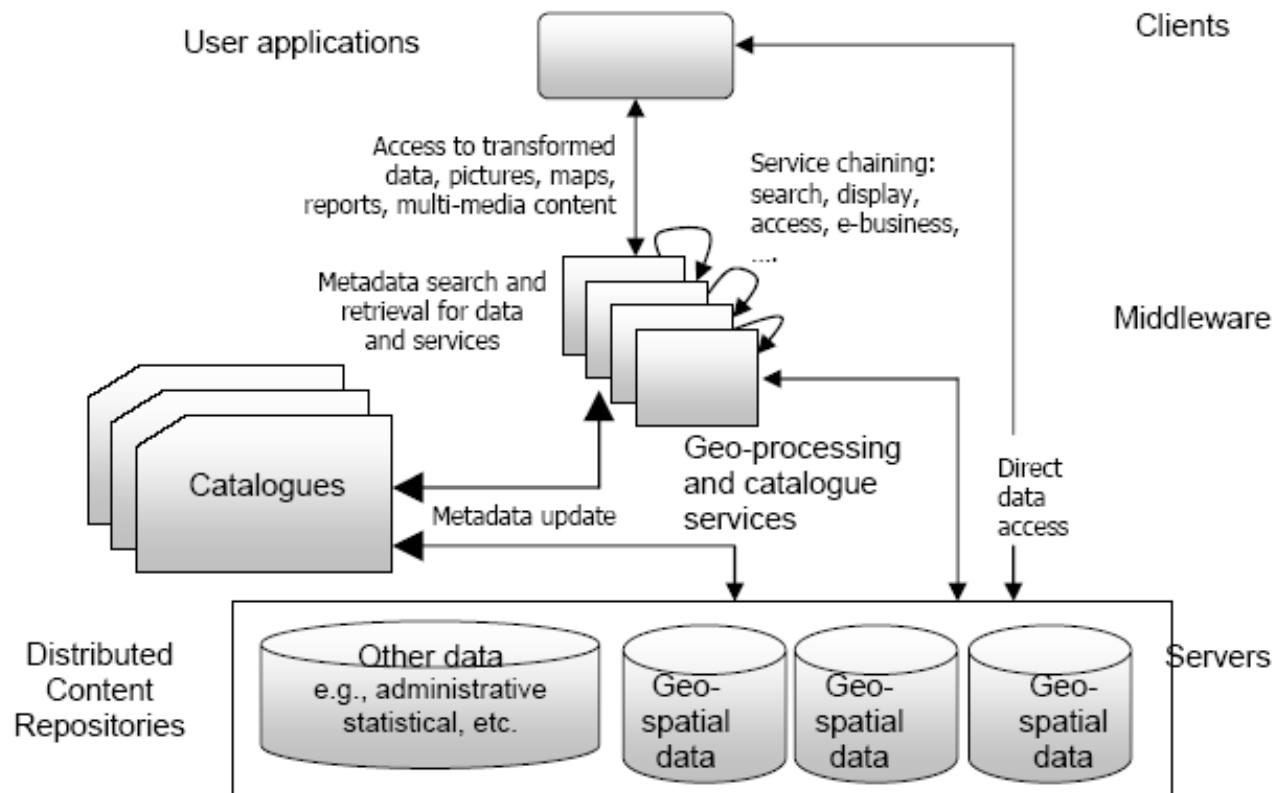 User applications
Clients
Access to transformed
data, pictures, maps,
reports, multi-media content
Service chaining:
search, display,
access, e-business,
....
Metadata search and
retrieval for data
and services
Middleware
Catalogues
Geo-processing
and catalogue
services
Metadata update
Direct
data
access
Distributed
Content
Repositories
Other data
e.g., administrative
statistical, etc.
Geo-
spatial
data
Geo-
spatial
data
Geo-
spatial
data
Servers